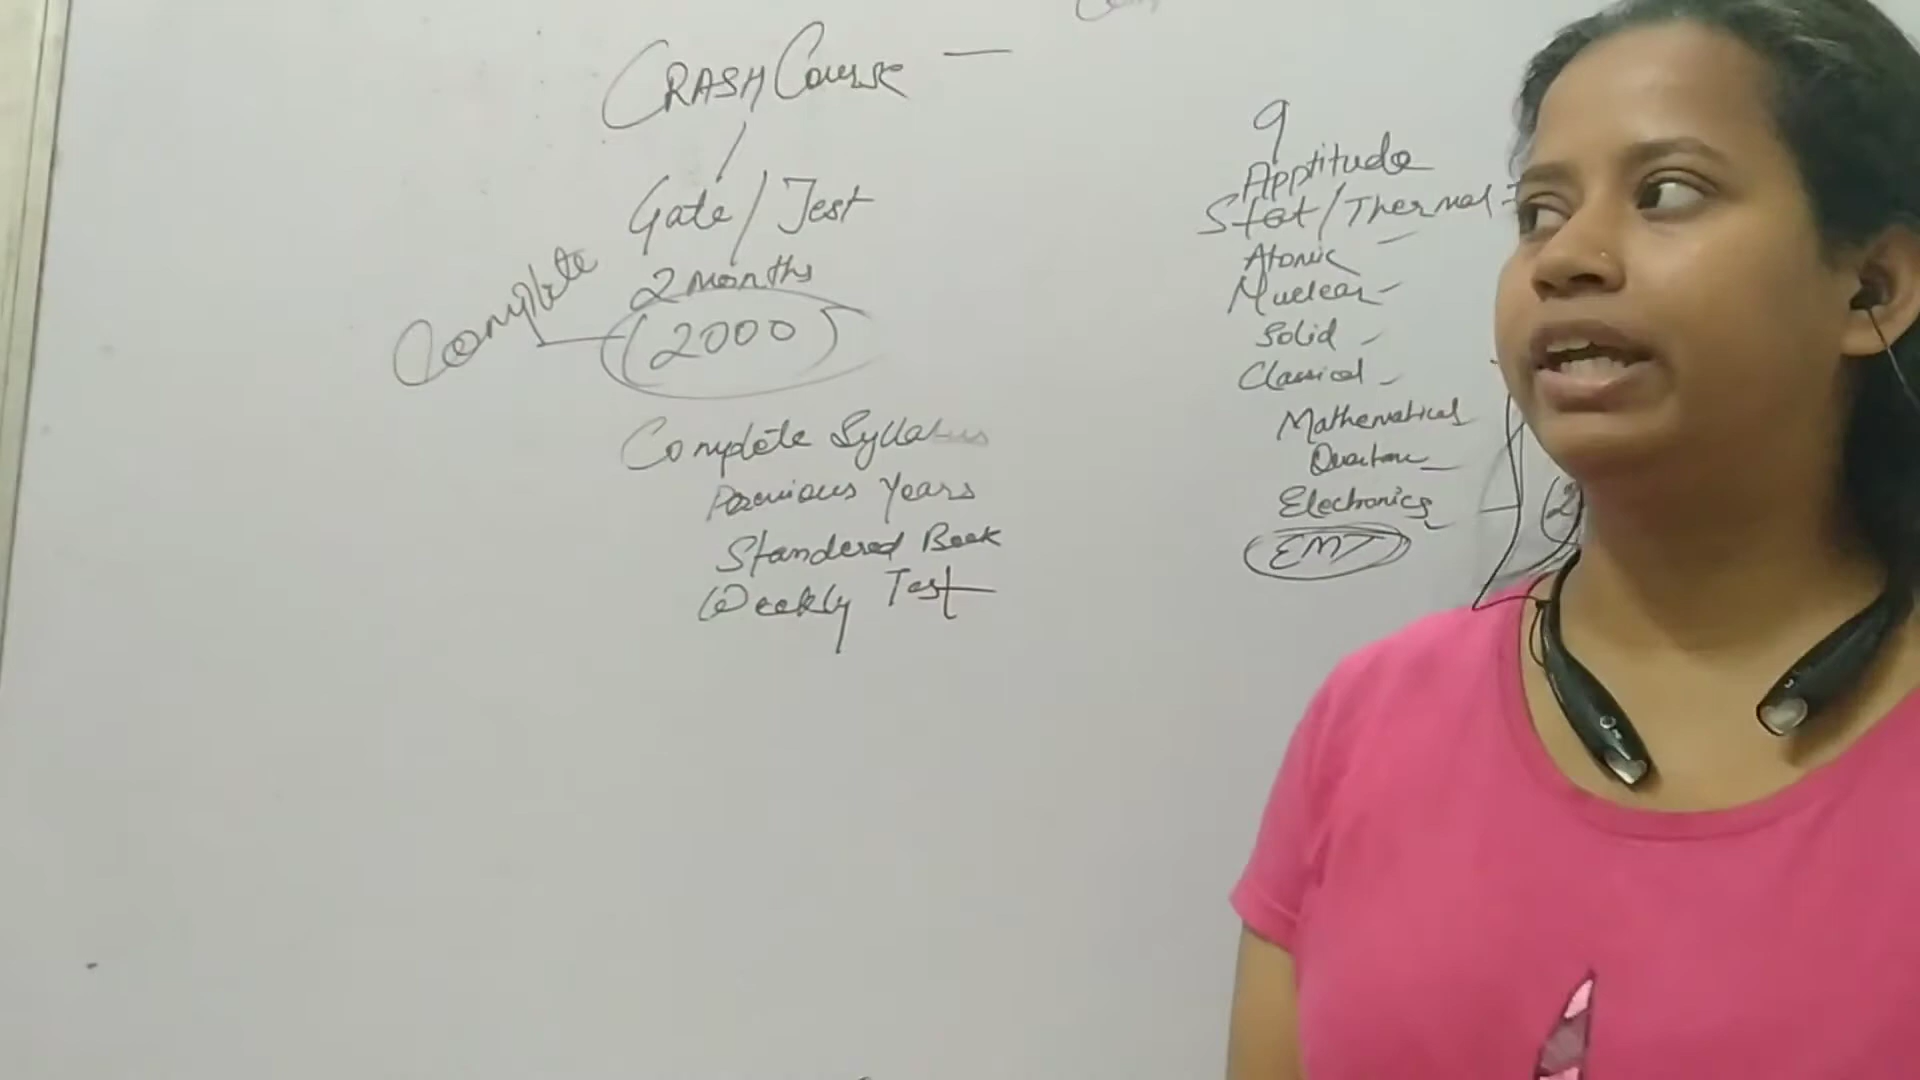 CRASH Course —
Gate/Jest
2 months
(2000)
Complete
Complete Syllabus
Previous Years
Standered Book
Weekly Test
9
Apptitude
Stat/Thermal -
Atomic
Nuclear -
Solid -
Classical -
Mathematical
Quantum -
Electronics -
EMT